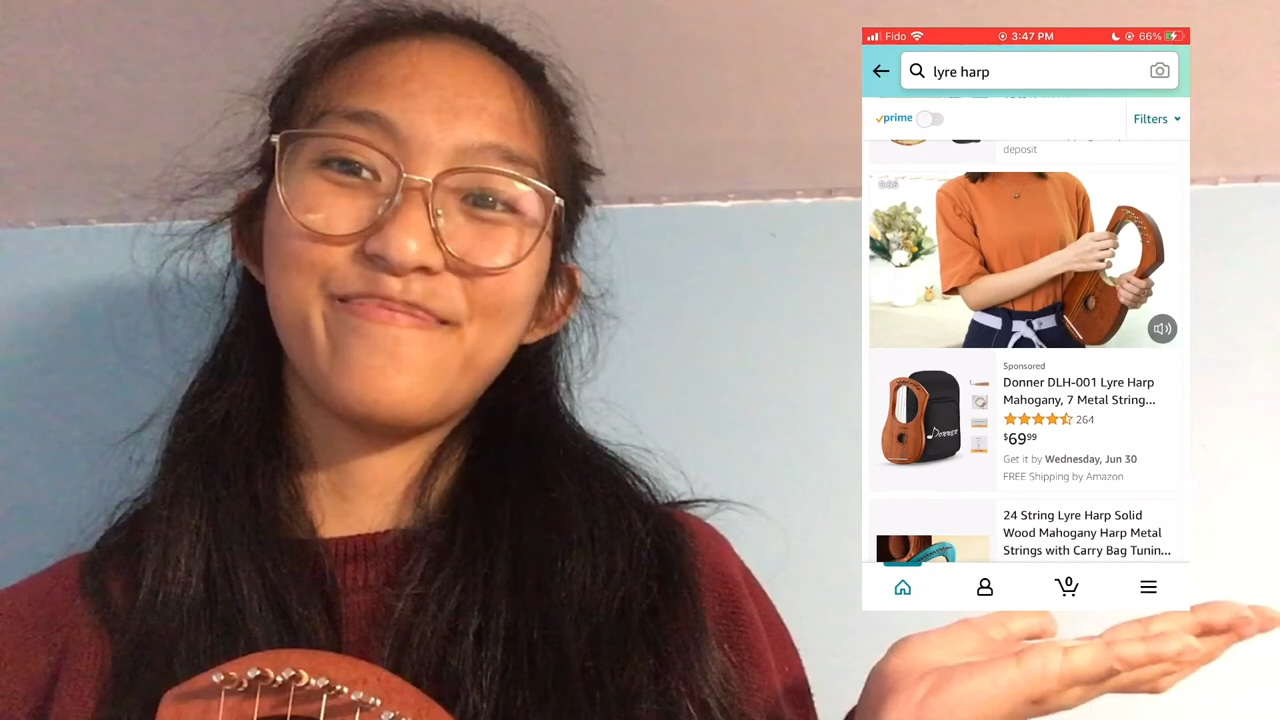 Fido 3:47 PM 66%
lyre harp
prime Filters
deposit
Sponsored
Donner DLH-001 Lyre Harp
Mahogany, 7 Metal String...
264
$69.99
Get it by Wednesday, Jun 30
FREE Shipping by Amazon
Donner
24 String Lyre Harp Solid
Wood Mahogany Harp Metal
Strings with Carry Bag Tunin...
0